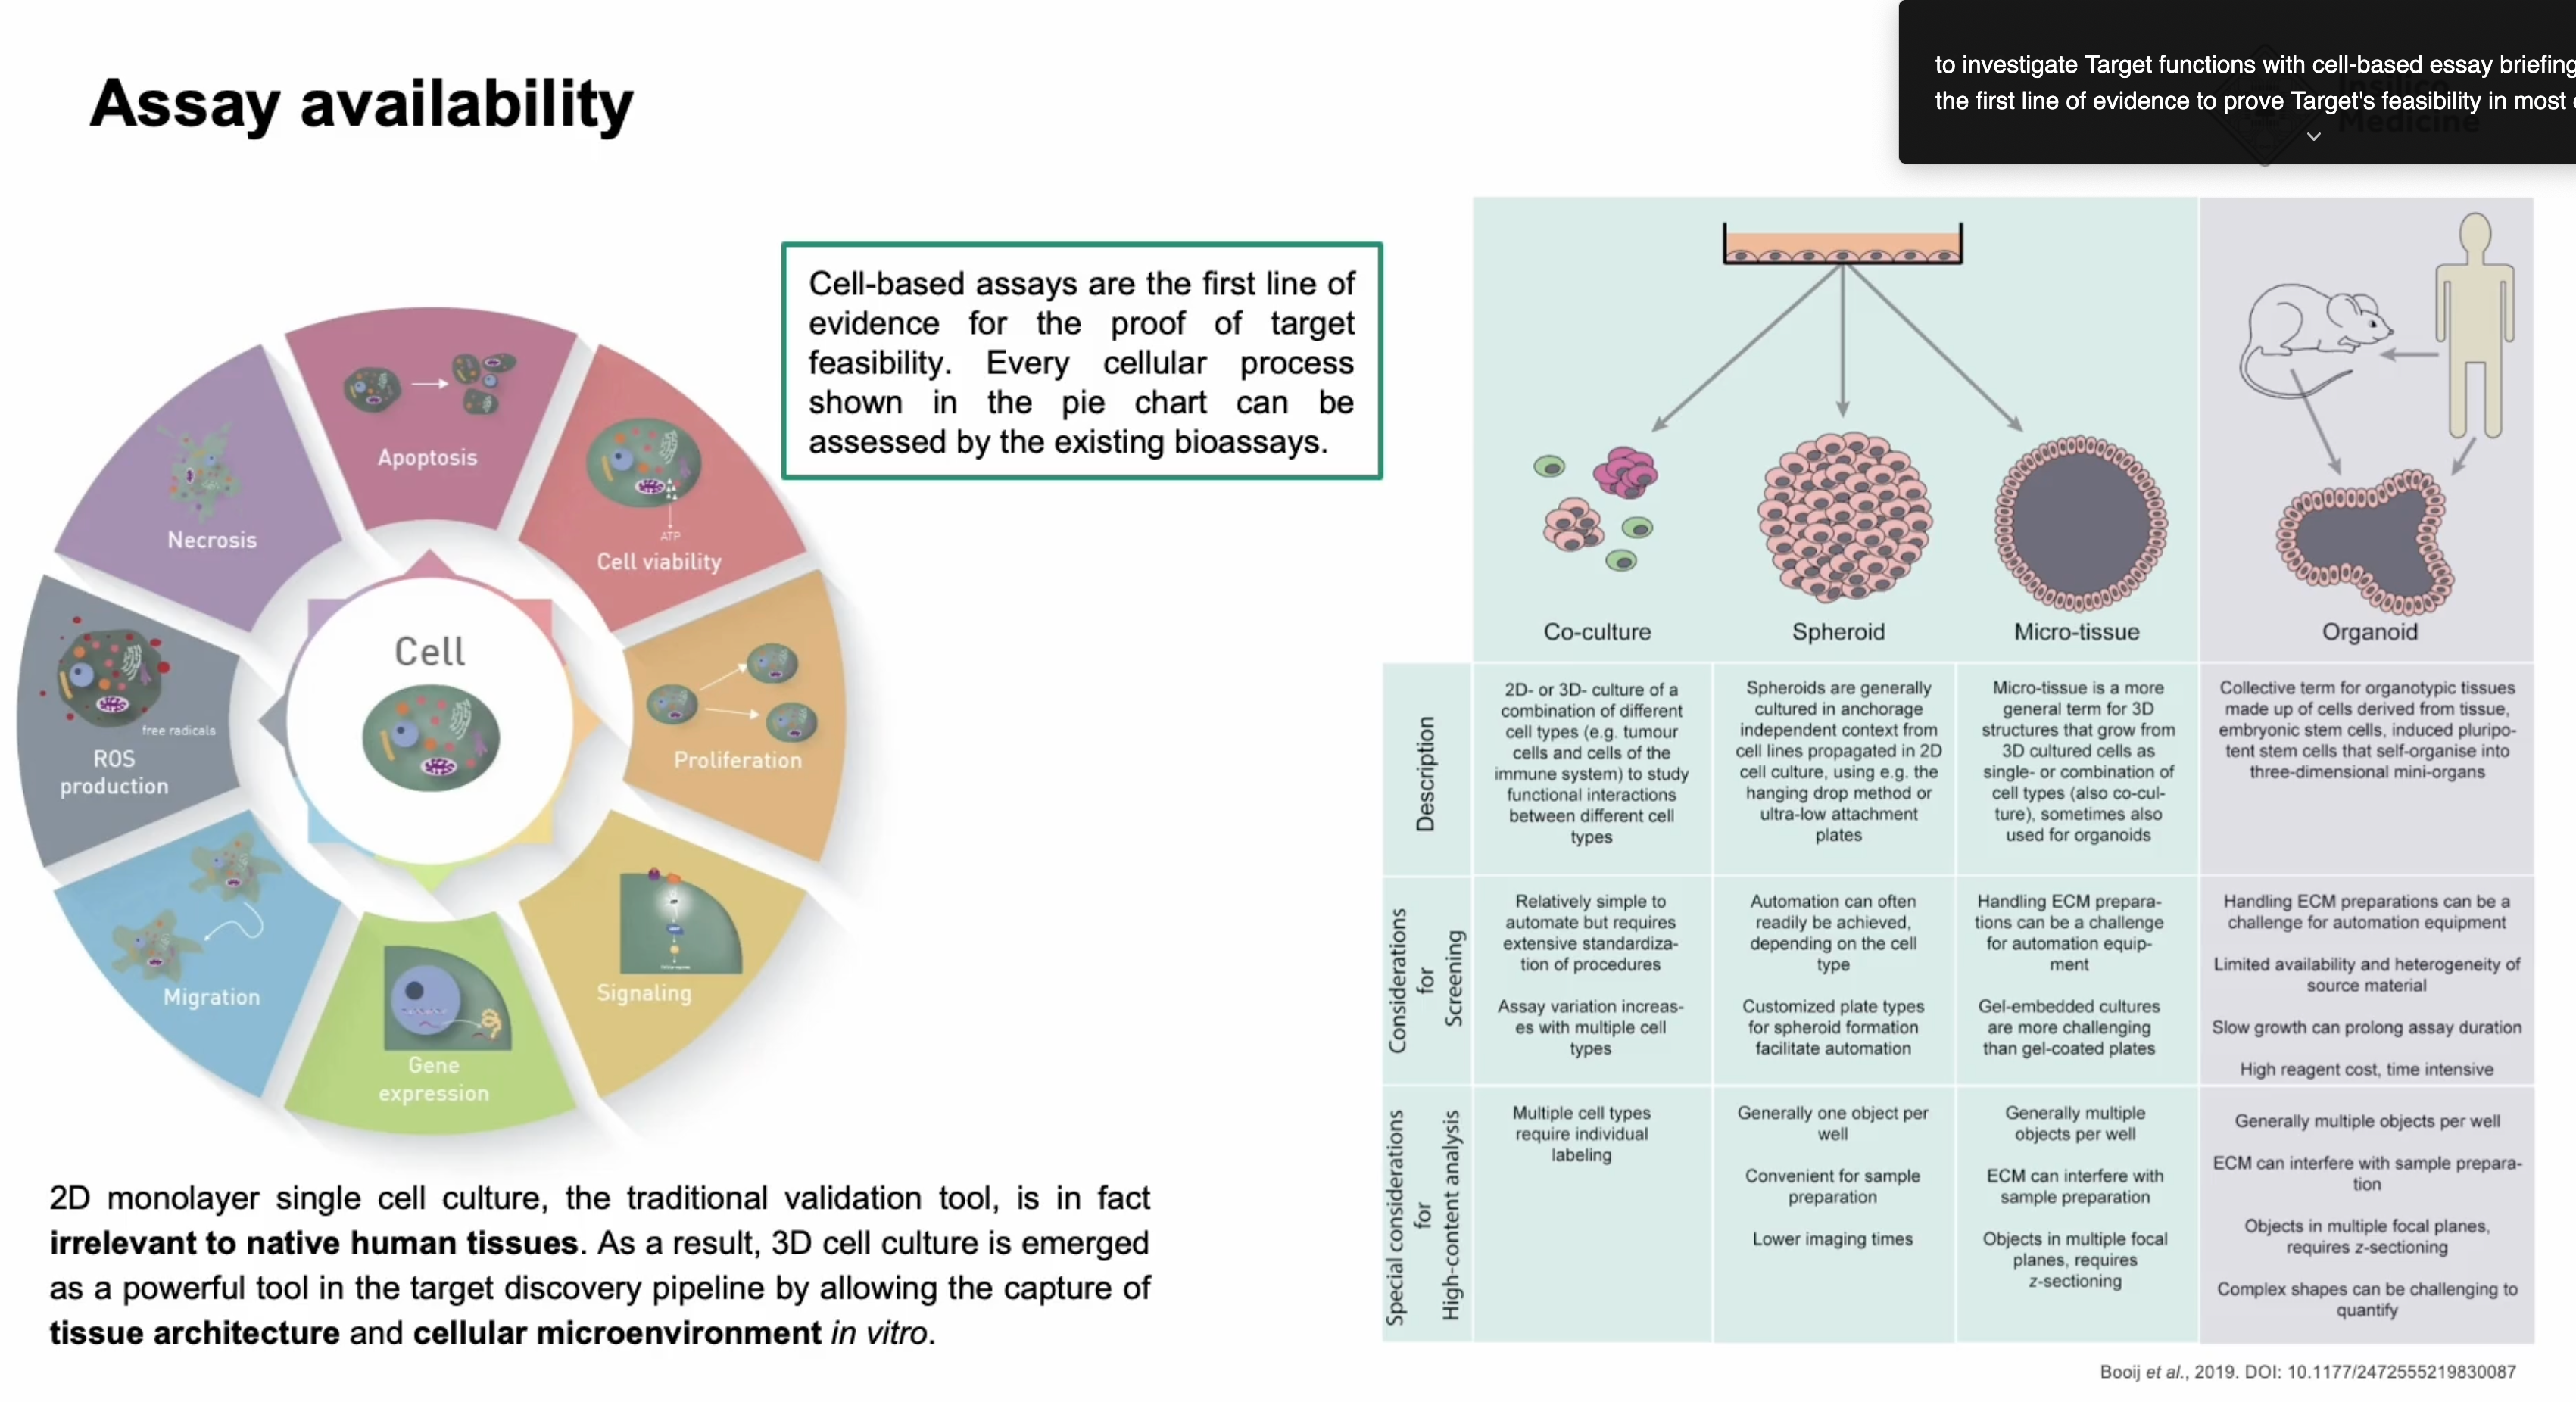 Assay availability
to investigate Target functions with cell-based essay briefing
the first line of evidence to prove Target's feasibility in most
Medicine
Cell-based assays are the first line of
evidence for the proof of target
feasibility. Every cellular process
shown in the pie chart can be
assessed by the existing bioassays.
Apoptosis
Cell viability
ATP
Proliferation
Signaling
Gene
expression
Migration
ROS
production
free radicals
Necrosis
Cell
2D monolayer single cell culture, the traditional validation tool, is in fact
irrelevant to native human tissues. As a result, 3D cell culture is emerged
as a powerful tool in the target discovery pipeline by allowing the capture of
tissue architecture and cellular microenvironment in vitro.
Co-culture
Spheroid
Micro-tissue
Organoid
Description
2D- or 3D- culture of a
combination of different
cell types (e.g. tumour
cells and cells of the
immune system) to study
functional interactions
between different cell
types
Spheroids are generally
cultured in anchorage
independent context from
cell lines propagated in 2D
cell culture, using e.g. the
hanging drop method or
ultra-low attachment
plates
Micro-tissue is a more
general term for 3D
structures that grow from
3D cultured cells as
single- or combination of
cell types (also co-cul-
ture), sometimes also
used for organoids
Collective term for organotypic tissues
made up of cells derived from tissue,
embryonic stem cells, induced pluripo-
tent stem cells that self-organise into
three-dimensional mini-organs
Considerations
for
Screening
Relatively simple to
automate but requires
extensive standardiza-
tion of procedures
Assay variation increas-
es with multiple cell
types
Automation can often
readily be achieved,
depending on the cell
type
Customized plate types
for spheroid formation
facilitate automation
Handling ECM prepara-
tions can be a challenge
for automation equip-
ment
Gel-embedded cultures
are more challenging
than gel-coated plates
Handling ECM preparations can be a
challenge for automation equipment
Limited availability and heterogeneity of
source material
Slow growth can prolong assay duration
High reagent cost, time intensive
Special considerations
for
High-content analysis
Multiple cell types
require individual
labeling
Generally one object per
well
Convenient for sample
preparation
Lower imaging times
Generally multiple
objects per well
ECM can interfere with
sample preparation
Objects in multiple focal
planes, requires
z-sectioning
Generally multiple objects per well
ECM can interfere with sample prepara-
tion
Objects in multiple focal planes,
requires z-sectioning
Complex shapes can be challenging to
quantify
Booij et al., 2019. DOI: 10.1177/2472555219830087